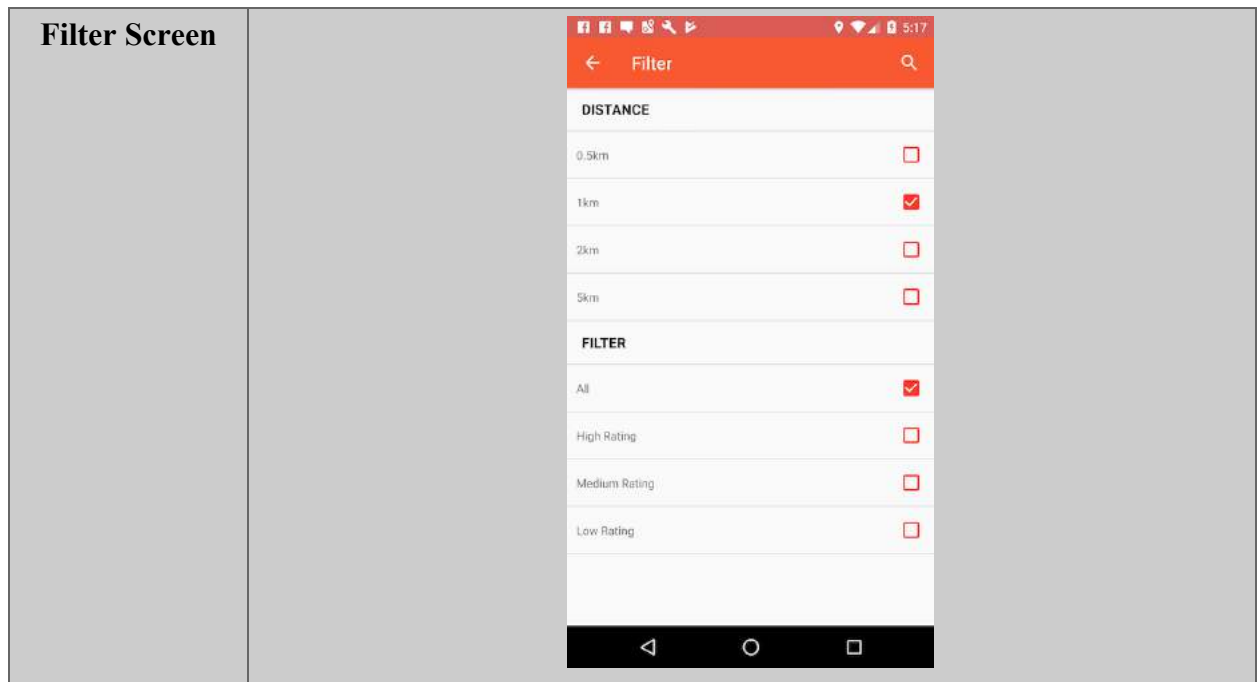 Filter Screen
5:17
Filter
DISTANCE
0.5km
1km
2km
5km
FILTER
All
High Rating
Medium Rating
Low Rating